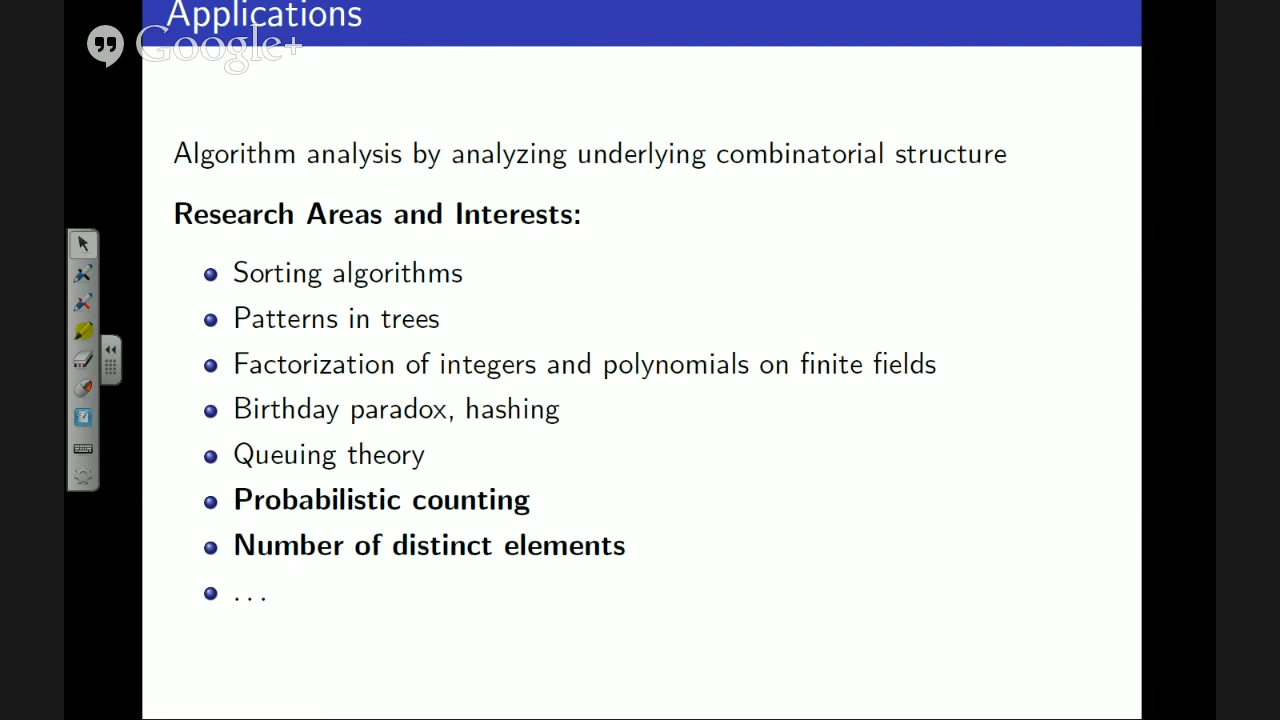 Applications
Google+
Algorithm analysis by analyzing underlying combinatorial structure
Research Areas and Interests:
Sorting algorithms
Patterns in trees
Factorization of integers and polynomials on finite fields
Birthday paradox, hashing
Queuing theory
Probabilistic counting
Number of distinct elements
. . .